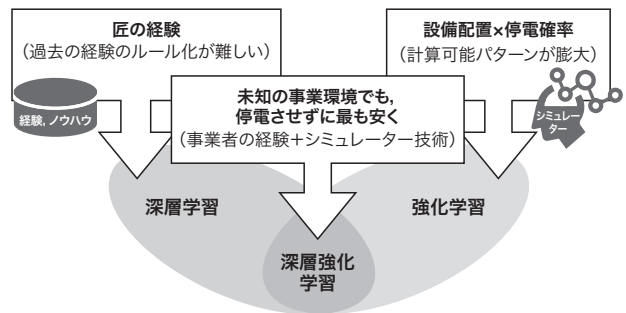 匠の経験
（過去の経験のルール化が難しい）
設備配置×停電確率
（計算可能パターンが膨大）
経験，ノウハウ
未知の事業環境でも，
停電させずに最も安く
（事業者の経験＋シミュレーター技術）
シミュレー
ター
深層学習
強化学習
深層強化
学習